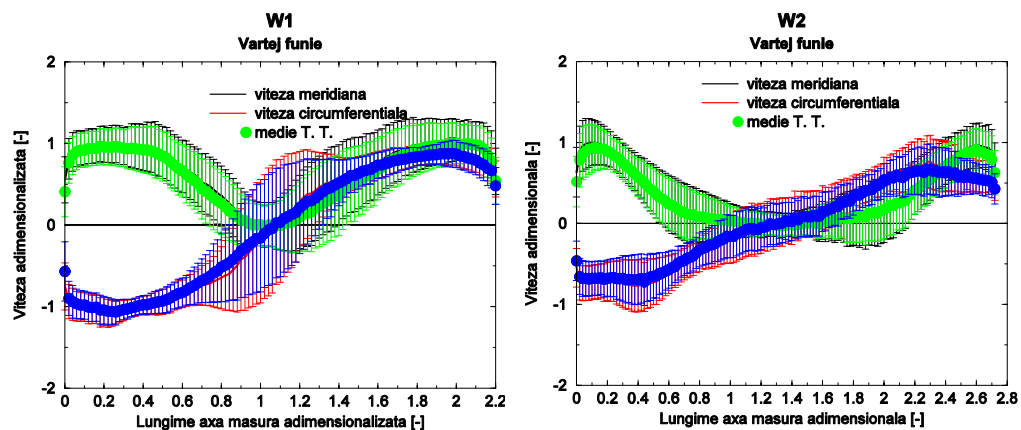 W1
Vartej funie
2
1
0
-1
-2
Viteza adimensionalizata [-]
viteza meridiana
viteza circumferentiala
medie T. T.
0 0.2 0.4 0.6 0.8 1 1.2 1.4 1.6 1.8 2 2.2
Lungime axa masura adimensionalizata [-]
W2
Vartej funie
2
1
0
-1
-2
Viteza adimensionala [-]
viteza meridiana
viteza circumferentiala
medie T. T.
0 0.2 0.4 0.6 0.8 1 1.2 1.4 1.6 1.8 2 2.2 2.4 2.6 2.8
Lungime axa masura adimensionala [-]